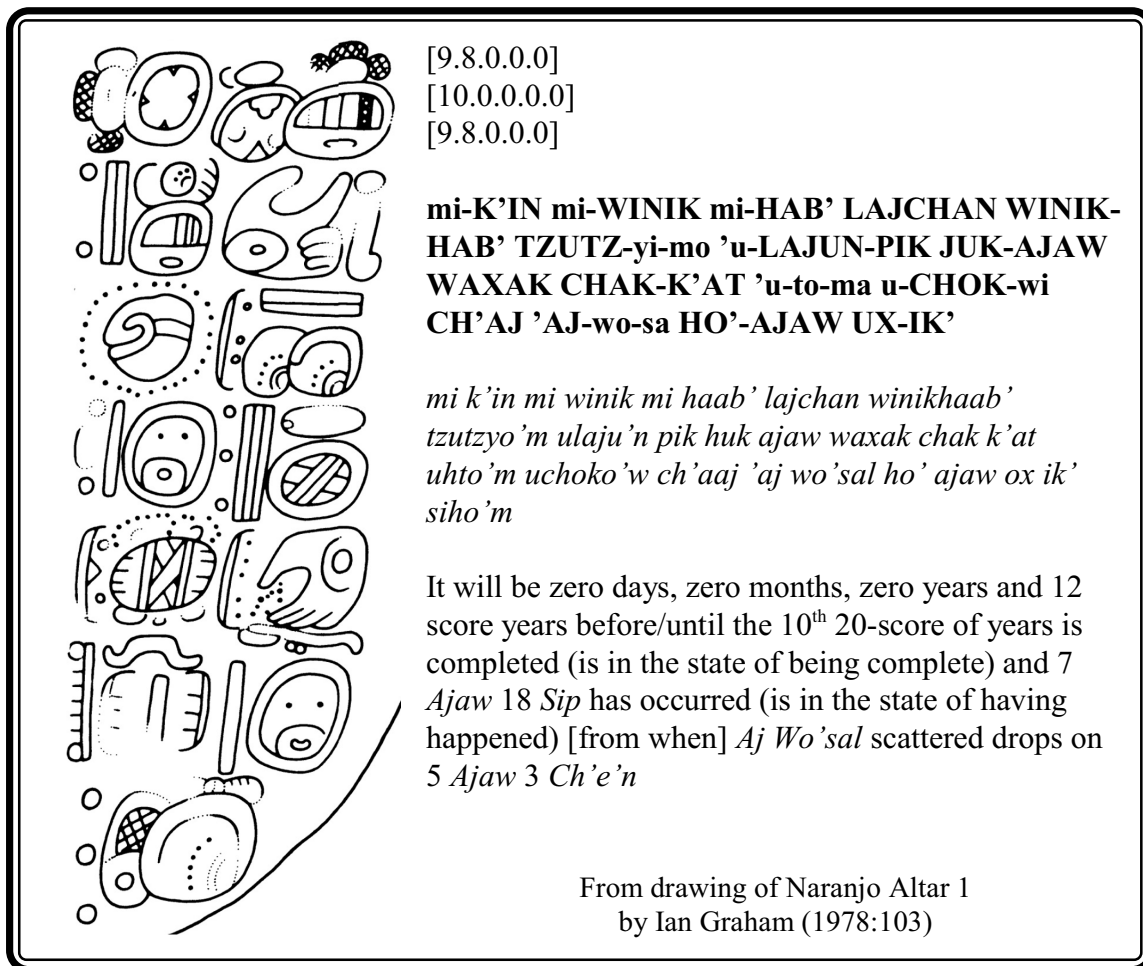 [9.8.0.0.0]
[10.0.0.0.0]
[9.8.0.0.0]
mi-K’IN mi-WINIK mi-HAB’ LAJCHAN WINIK-
HAB’ TZUTZ-yi-mo ’u-LAJUN-PIK JUK-AJAW
WAXAK CHAK-K’AT ’u-to-ma u-CHOK-wi
CH’AJ ’AJ-wo-sa HO’-AJAW UX-IK’
mi k’in mi winik mi haab’ lajchan winikhaab’
tzutzyo’m ulaju’n pik huk ajaw waxak chak k’at
uhto’m uchoko’w ch’aaj ’aj wo’sal ho’ ajaw ox ik’
siho’m
It will be zero days, zero months, zero years and 12
score years before/until the 10th 20-score of years is
completed (is in the state of being complete) and 7
Ajaw 18 Sip has occurred (is in the state of having
happened) [from when] Aj Wo’sal scattered drops on
5 Ajaw 3 Ch’e’n
From drawing of Naranjo Altar 1
by Ian Graham (1978:103)